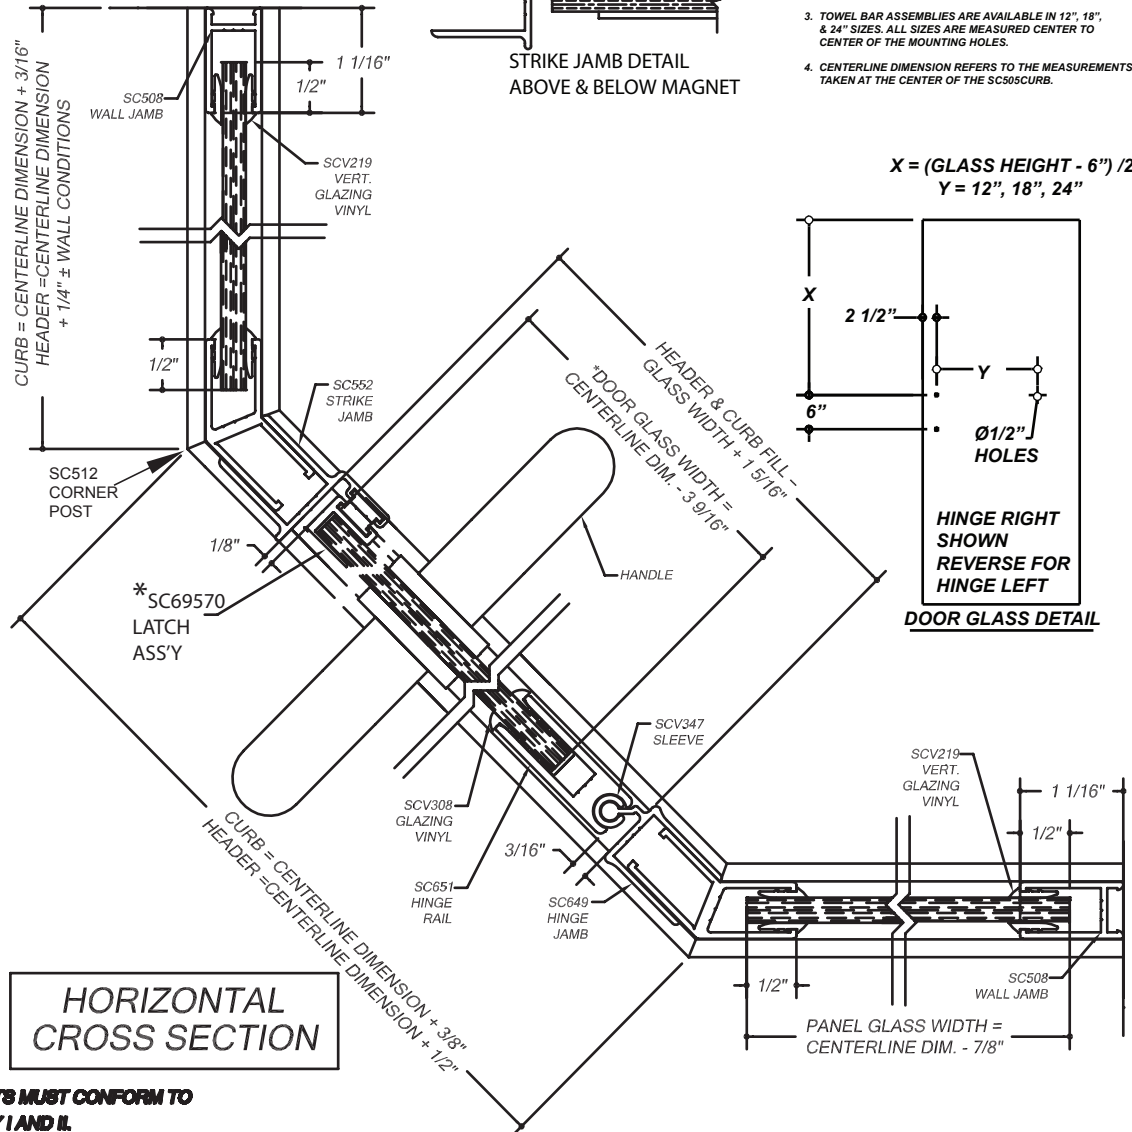 3. TOWEL BAR ASSEMBLIES ARE AVAILABLE IN 12", 18",
& 24" SIZES. ALL SIZES ARE MEASURED CENTER TO
CENTER OF THE MOUNTING HOLES.
4. CENTERLINE DIMENSION REFERS TO THE MEASUREMENTS
TAKEN AT THE CENTER OF THE SC505CURB.
STRIKE JAMB DETAIL
ABOVE & BELOW MAGNET
CURB = CENTERLINE DIMENSION + 3/16"
HEADER =CENTERLINE DIMENSION
+ 1/4" ± WALL CONDITIONS
1 1/16"
1/2"
SC508
WALL JAMB
SCV219
VERT.
GLAZING
VINYL
X = (GLASS HEIGHT - 6”) /2
Y = 12”, 18”, 24”
X
2 1/2”
Y
6”
Ø1/2”
HOLES
HINGE RIGHT
SHOWN
REVERSE FOR
HINGE LEFT
DOOR GLASS DETAIL
1/2"
SC552
STRIKE
JAMB
HEADER & CURB FILL -
GLASS WIDTH + 1 5/16"
*DOOR GLASS WIDTH =
CENTERLINE DIM. - 3 9/16"
SC512
CORNER
POST
1/8"
*SC69570
LATCH
ASS'Y
HANDLE
SCV347
SLEEVE
SCV308
GLAZING
VINYL
3/16"
SC651
HINGE
RAIL
SC649
HINGE
JAMB
SCV219
VERT.
GLAZING
VINYL
1 1/16"
1/2"
CURB = CENTERLINE DIMENSION + 3/8"
HEADER =CENTERLINE DIMENSION + 1/2"
1/2"
SC508
WALL JAMB
PANEL GLASS WIDTH =
CENTERLINE DIM. - 7/8"
HORIZONTAL
CROSS SECTION
MUST CONFORM TO
I AND II.